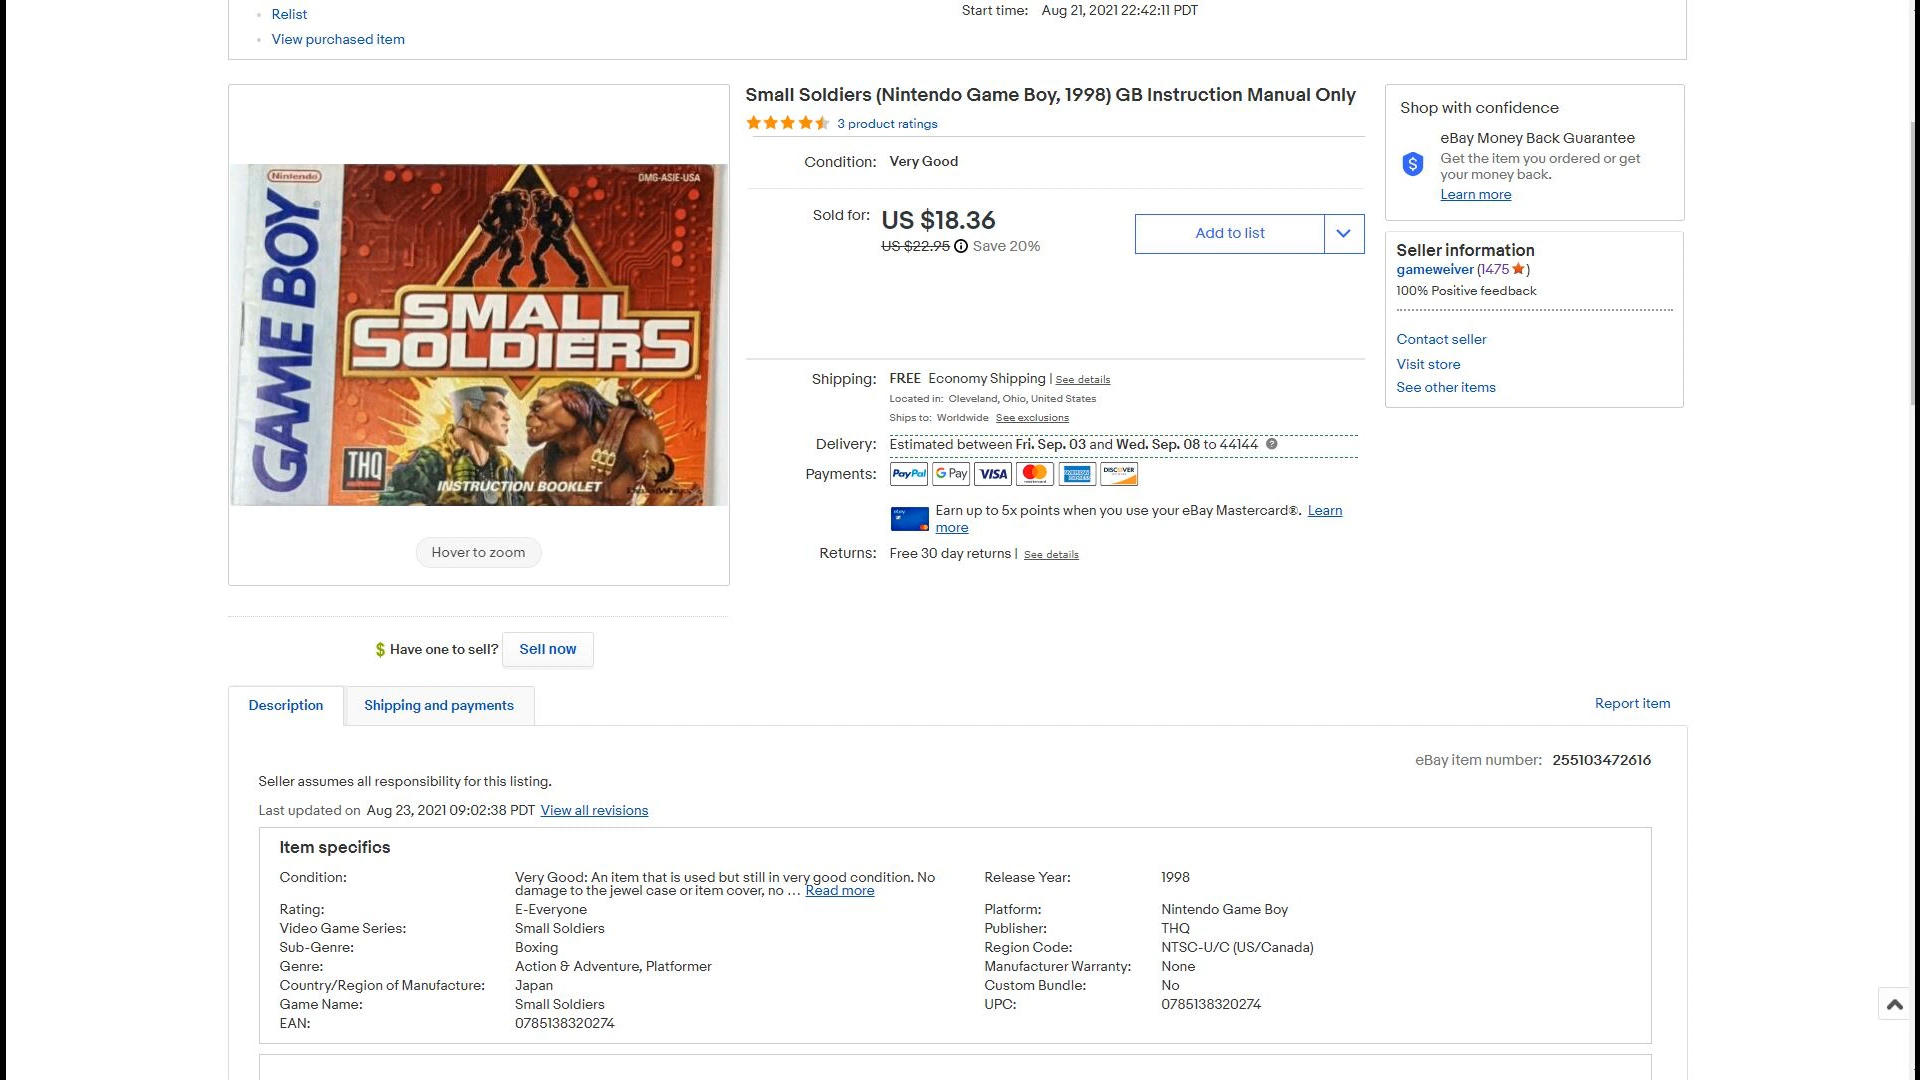 Relist
Start time: Aug 21, 2021 22:42:11 PDT
View purchased item
Nintendo
DMG-ASIE-USA
GAME BOY
SMALL
SOLDIERS
THQ
INSTRUCTION BOOKLET
Hover to zoom
Small Soldiers (Nintendo Game Boy, 1998) GB Instruction Manual Only
3 product ratings
Condition: Very Good
Sold for: US $18.36
US $22.95 Save 20%
Add to list
Shipping: FREE Economy Shipping | See details
Located in: Cleveland, Ohio, United States
Ships to: Worldwide See exclusions
Delivery: Estimated between Fri. Sep. 03 and Wed. Sep. 08 to 44144
Payments: PayPal G Pay VISA mastercard AMERICAN EXPRESS DISCOVER
ebay
Earn up to 5x points when you use your eBay Mastercard®. Learn
more
Returns: Free 30 day returns | See details
Shop with confidence
eBay Money Back Guarantee
Get the item you ordered or get
your money back.
Learn more
Seller information
gameweiver (1475)
100% Positive feedback
Contact seller
Visit store
See other items
Have one to sell? Sell now
Description
Shipping and payments
Report item
eBay item number: 255103472616
Seller assumes all responsibility for this listing.
Last updated on Aug 23, 2021 09:02:38 PDT View all revisions
Item specifics
Condition: Very Good: An item that is used but still in very good condition. No
damage to the jewel case or item cover, no ... Read more
Release Year: 1998
Rating: E-Everyone
Platform: Nintendo Game Boy
Video Game Series: Small Soldiers
Publisher: THQ
Sub-Genre: Boxing
Region Code: NTSC-U/C (US/Canada)
Genre: Action & Adventure, Platformer
Manufacturer Warranty: None
Country/Region of Manufacture: Japan
Custom Bundle: No
Game Name: Small Soldiers
UPC: 0785138320274
EAN: 0785138320274